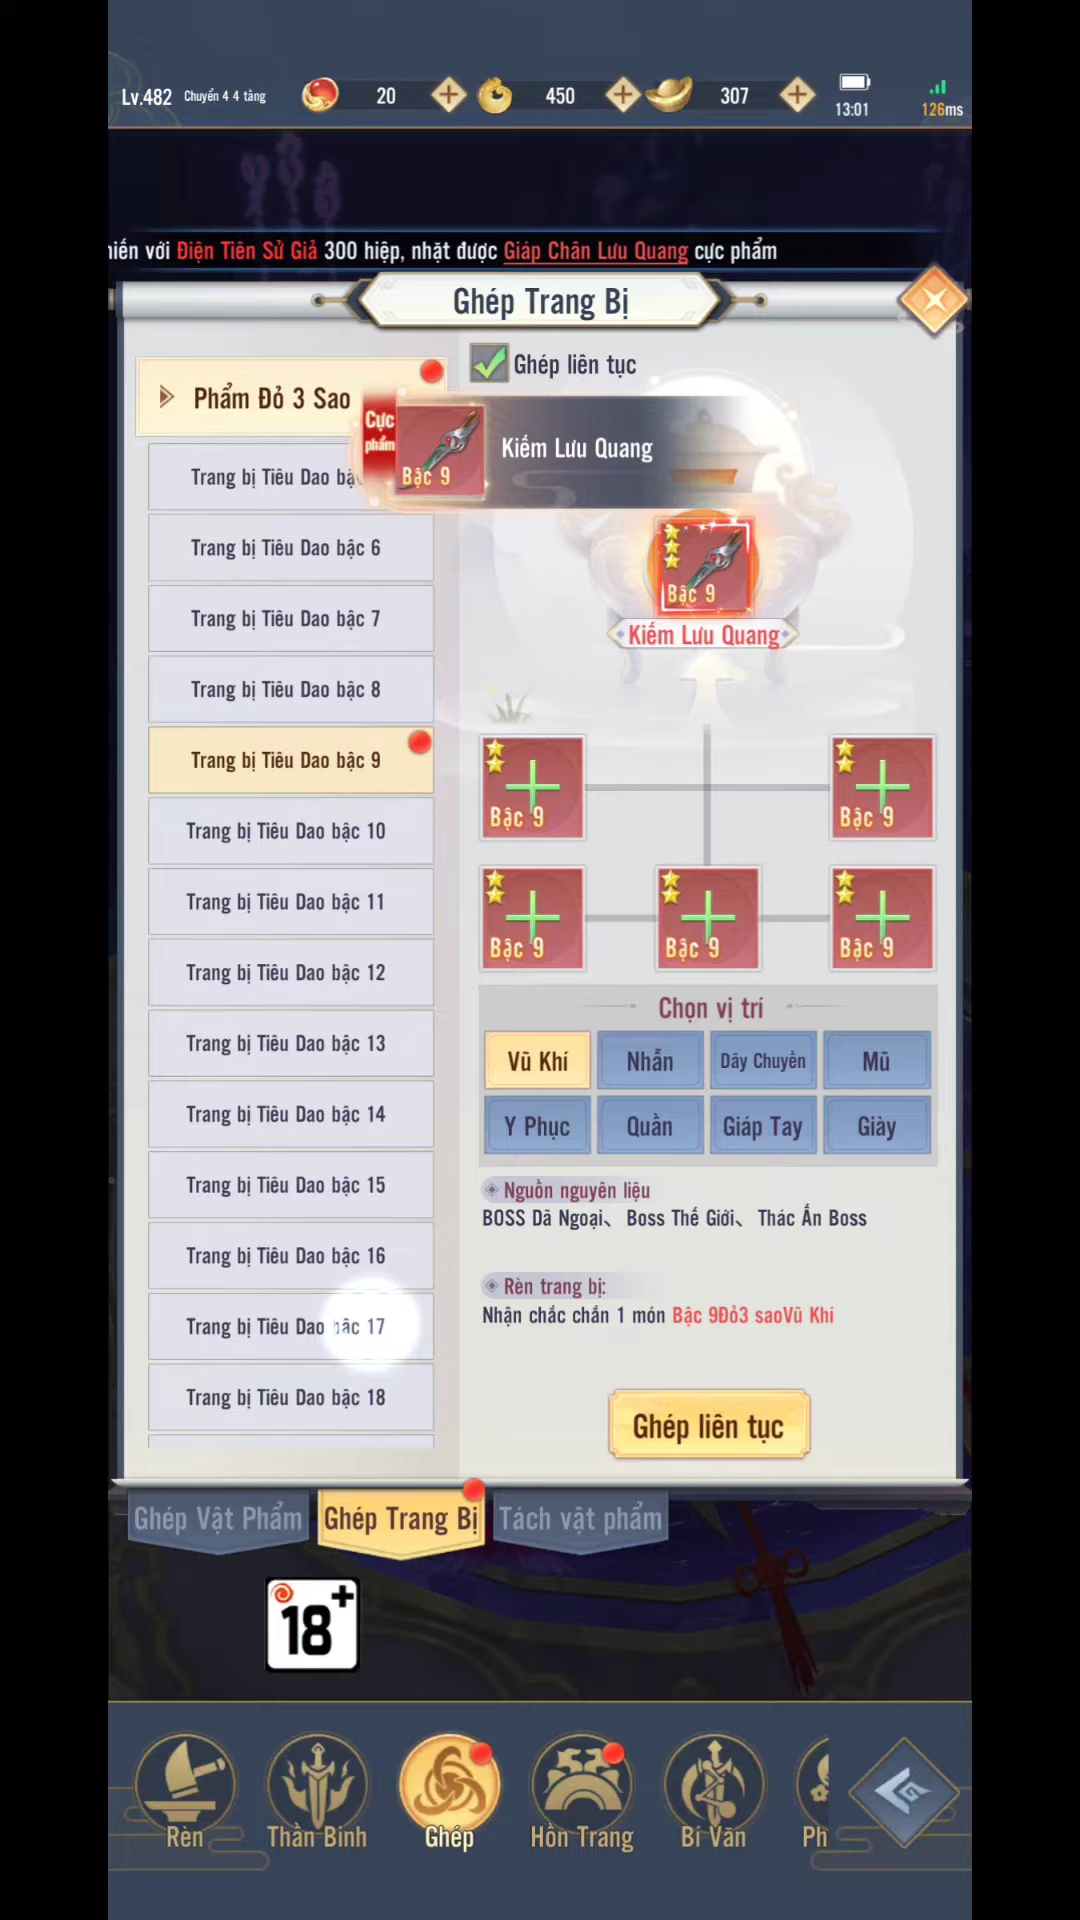 Lv.482 Chuyển 4 4 tầng 20 450 307 13:01 126ms
hiến với Điện Tiên Sứ Giả 300 hiệp, nhặt được Giáp Chân Lưu Quang cực phẩm
Ghép Trang Bị
Ghép liên tục
Phẩm Đỏ 3 Sao
Cực phẩm
Bậc 9
Kiếm Lưu Quang
Trang bị Tiêu Dao
Trang bị Tiêu Dao bậc 6
Trang bị Tiêu Dao bậc 7
Trang bị Tiêu Dao bậc 8
Trang bị Tiêu Dao bậc 9
Trang bị Tiêu Dao bậc 10
Trang bị Tiêu Dao bậc 11
Trang bị Tiêu Dao bậc 12
Trang bị Tiêu Dao bậc 13
Trang bị Tiêu Dao bậc 14
Trang bị Tiêu Dao bậc 15
Trang bị Tiêu Dao bậc 16
Trang bị Tiêu Dao bậc 17
Trang bị Tiêu Dao bậc 18
Bậc 9
Kiếm Lưu Quang
Bậc 9 Bậc 9
Bậc 9 Bậc 9 Bậc 9
Chọn vị trí
Vũ Khí Nhẫn Dây Chuyền Mũ
Y Phục Quần Giáp Tay Giày
Nguồn nguyên liệu
BOSS Dã Ngoại、Boss Thế Giới、Thác Ấn Boss
Rèn trang bị:
Nhận chắc chắn 1 món Bậc 9Đỏ3 saoVũ Khí
Ghép liên tục
Ghép Vật Phẩm Ghép Trang Bị Tách vật phẩm
18+
Rèn Thần Binh Ghép Hồn Trang Bí Văn Ph